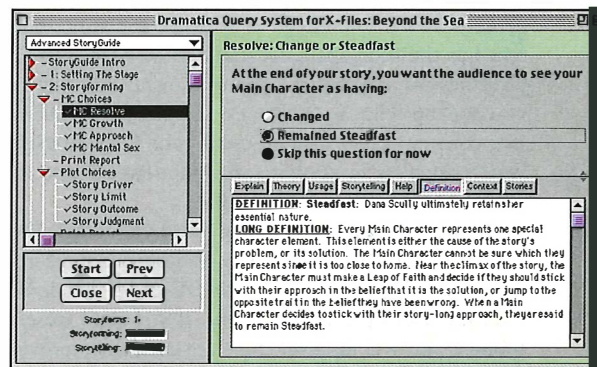 Dramatica Query System for X-Files: Beyond the Sea
Advanced StoryGuide
StoryGuide Intro
1: Setting The Stage
2: Storyforming
MC Choices
MC Resolve
MC Growth
MC Approach
MC Mental Sex
Print Report
Plot Choices
Story Driver
Story Limit
Story Outcome
Story Judgment
Start Prev
Close Next
Storyforms: 1
Storyforming:
Storytelling:
Resolve: Change or Steadfast
At the end of your story, you want the audience to see your
Main Character as having:
Changed
Remained Steadfast
Skip this question for now
Explain Theory Usage Storytelling Help Definition Context Stories
DEFINITION: Steadfast: Dana Scully ultimately retains her
essential nature.
LONG DEFINITION: Every Main Character represents one special
character element. This element is either the cause of the story's
problem, or its solution. The Main Character cannot be sure which they
represent since it is too close to home. Near the climax of the story, the
Main Character must make a Leap of Faith and decide if they should stick
with their approach in the belief that it is the solution, or jump to the
opposite trait in the belief they have been wrong. When a Main
Character decides to stick with their story-long approach, they are said
to remain Steadfast.